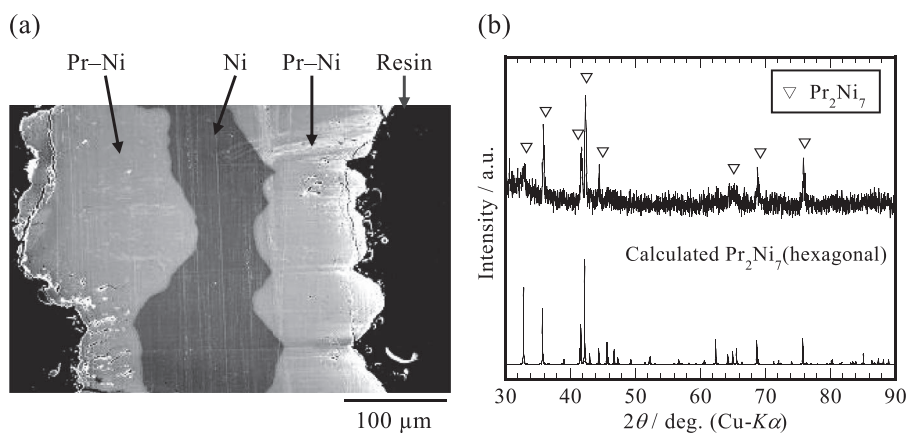 (a)
Pr–Ni Ni Pr–Ni Resin
100 µm
(b)
▽ Pr₂Ni₇
Intensity / a.u.
Calculated Pr₂Ni₇(hexagonal)
30 40 50 60 70 80 90
2θ / deg. (Cu-Kα)